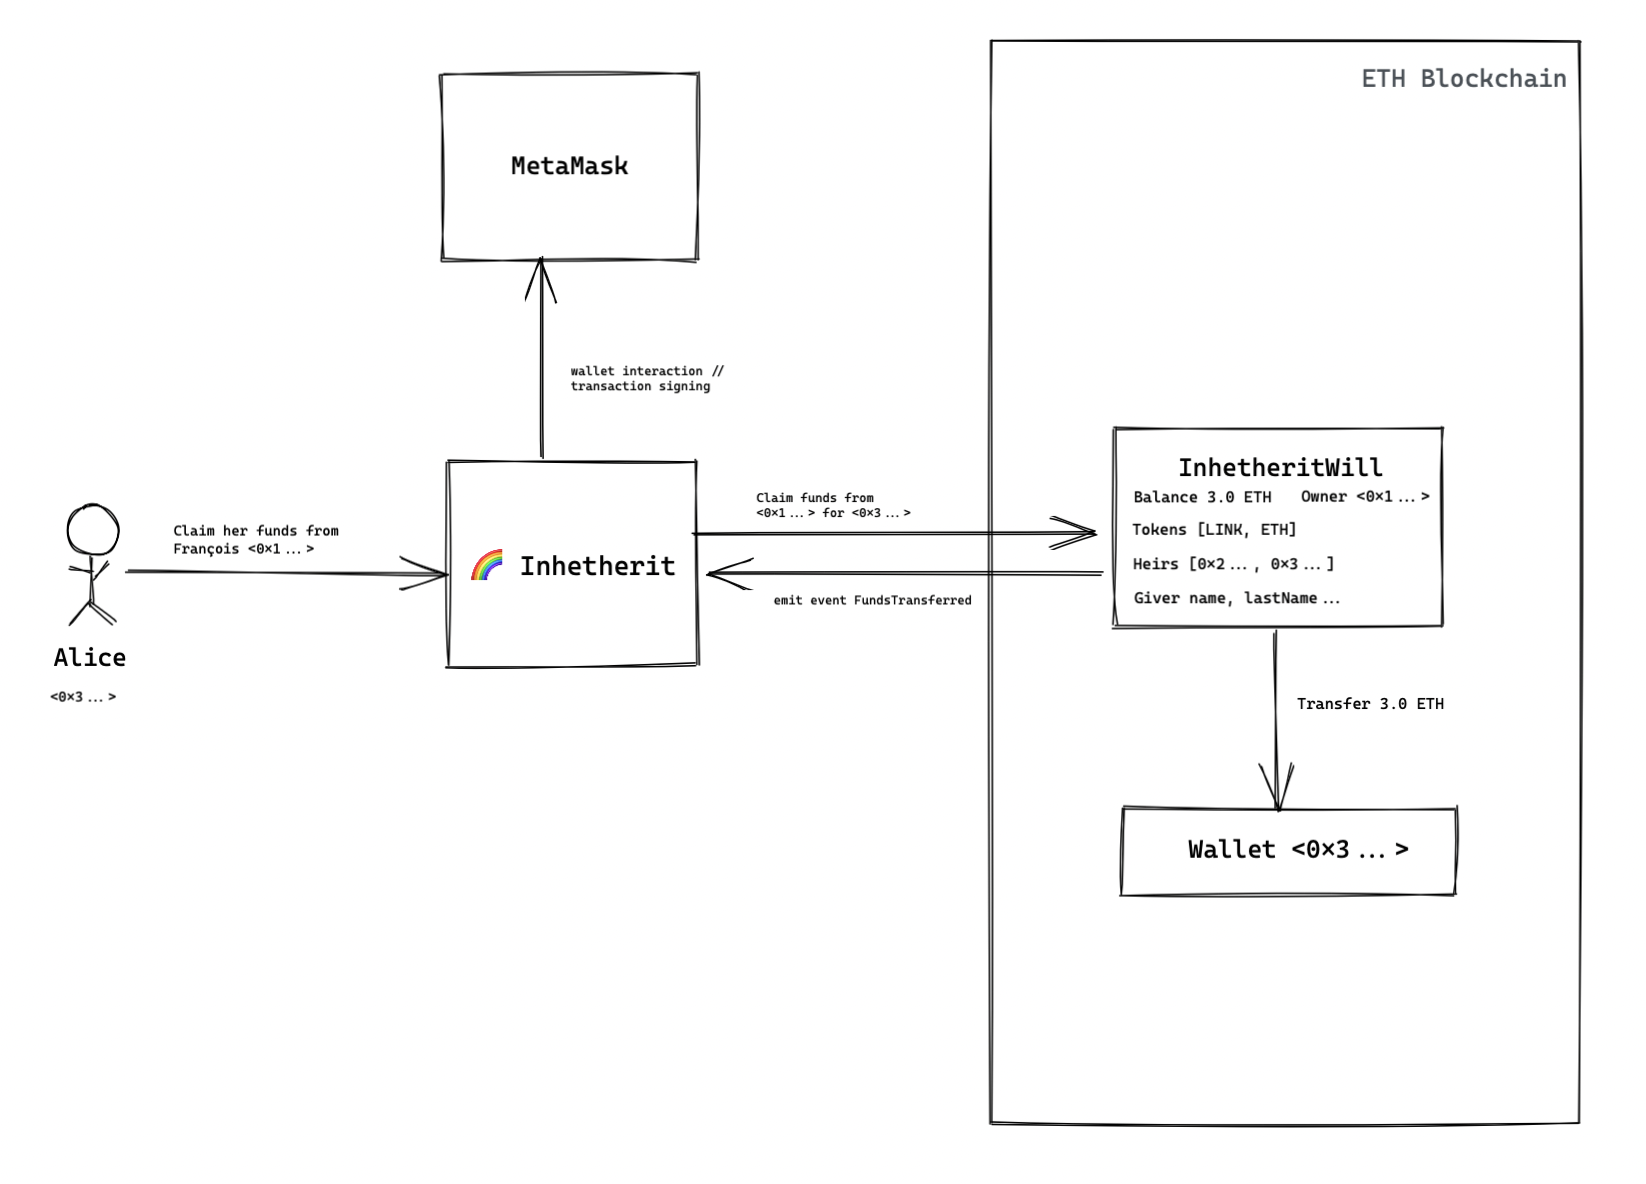 ETH Blockchain
MetaMask
wallet interaction //
transaction signing
Claim her funds from
François <0×1...>
Alice
<0×3...>
Inhetherit
Claim funds from
<0×1...> for <0×3...>
emit event FundsTransferred
InhetheritWill
Balance 3.0 ETH Owner <0×1...>
Tokens [LINK, ETH]
Heirs [0×2..., 0×3...]
Giver name, lastName...
Transfer 3.0 ETH
Wallet <0×3...>